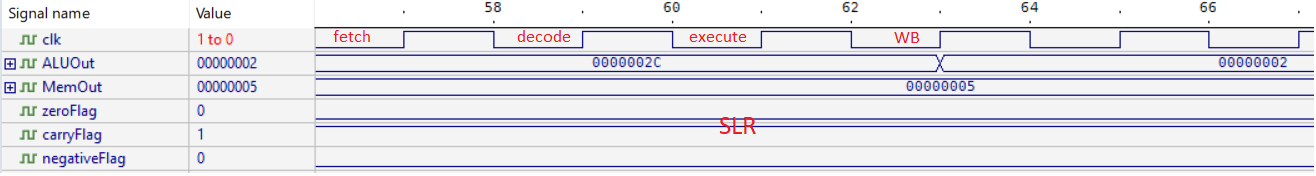 Signal name Value 58 60 62 64 66
clk 1 to 0 fetch decode execute WB
ALUOut 00000002 0000002C 00000002
MemOut 00000005 00000005
zeroFlag 0
carryFlag 1 SLR
negativeFlag 0